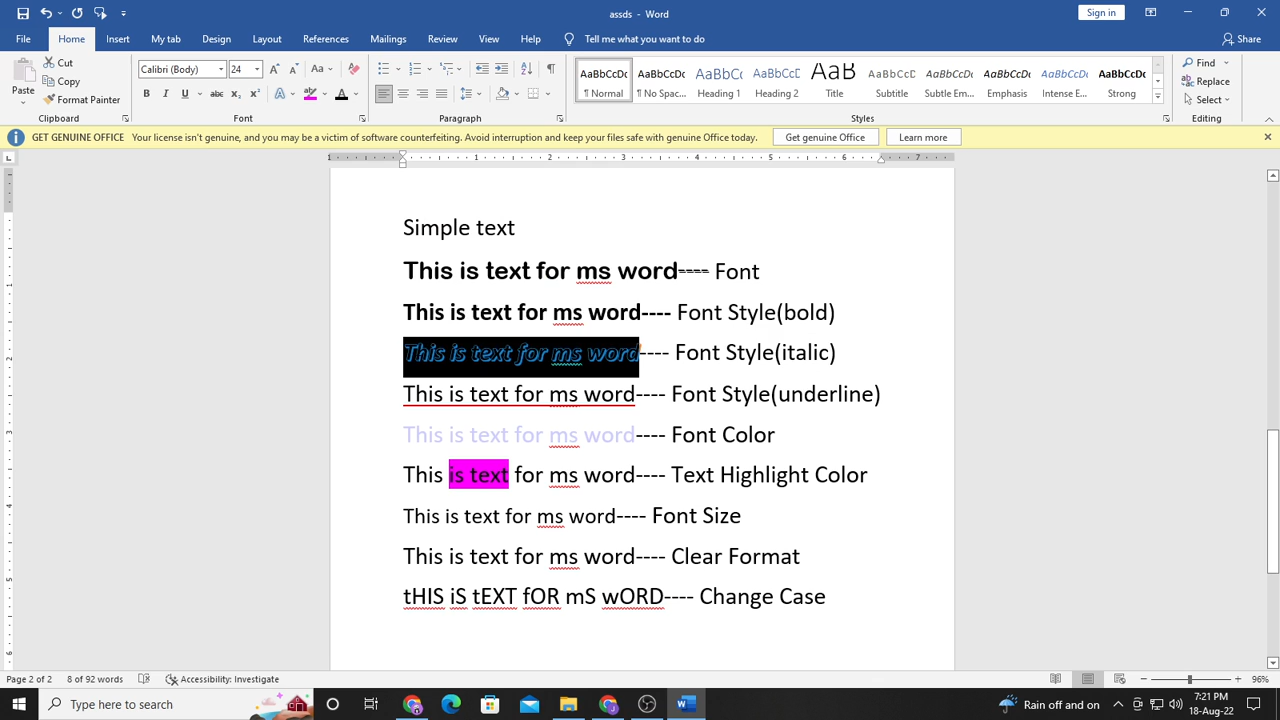 assds - Word
Sign in
File Home Insert My tab Design Layout References Mailings Review View Help Tell me what you want to do Share
Paste
Cut
Copy
Format Painter
Clipboard
Calibri (Body) 24
Font
Paragraph
AaBbCcDc AaBbCcDc AaBbCc AaBbCcD AaB AaBbCcD AaBbCcDc AaBbCcDc AaBbCcDc AaBbCcDc
¶ Normal ¶ No Spac... Heading 1 Heading 2 Title Subtitle Subtle Em... Emphasis Intense E... Strong
Styles
Find
Replace
Select
Editing
GET GENUINE OFFICE Your license isn't genuine, and you may be a victim of software counterfeiting. Avoid interruption and keep your files safe with genuine Office today. Get genuine Office Learn more
1 1 2 3 4 5 6 7
Simple text
This is text for ms word---- Font
This is text for ms word---- Font Style(bold)
This is text for ms word---- Font Style(italic)
This is text for ms word---- Font Style(underline)
This is text for ms word---- Font Color
This is text for ms word---- Text Highlight Color
This is text for ms word---- Font Size
This is text for ms word---- Clear Format
tHIS iS tEXT fOR mS wORD---- Change Case
Page 2 of 2 8 of 92 words Accessibility: Investigate 96%
Type here to search
Rain off and on
7:21 PM
18-Aug-22